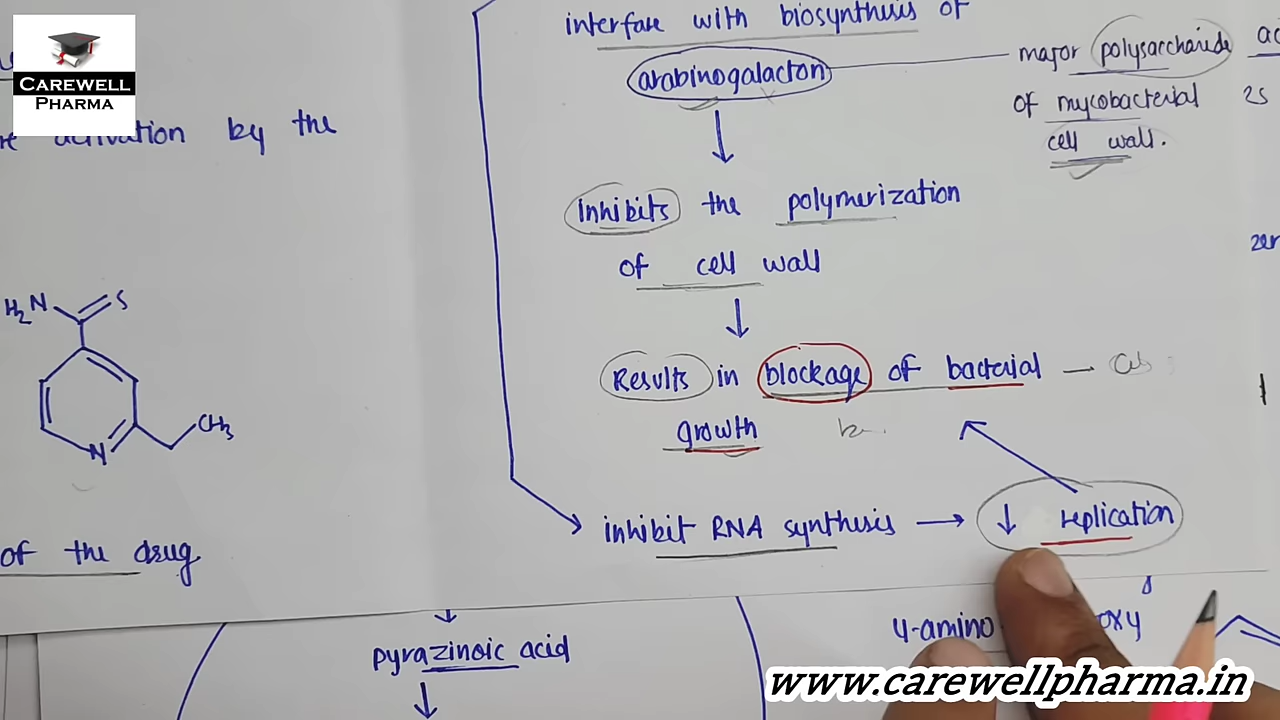 CAREWELL
PHARMA
activation by the
H2N
S
N
CH3
of the drug
interfare with biosynthesis of
arabinogalacton
major polysaccharide
of mycobacterial
cell wall.
Inhibits the polymerization
of cell wall
Results in blockage of bacterial
growth
inhibit RNA synthesis → ↓ replication
pyrazinoic acid
4-amino
oxy
www.carewellpharma.in